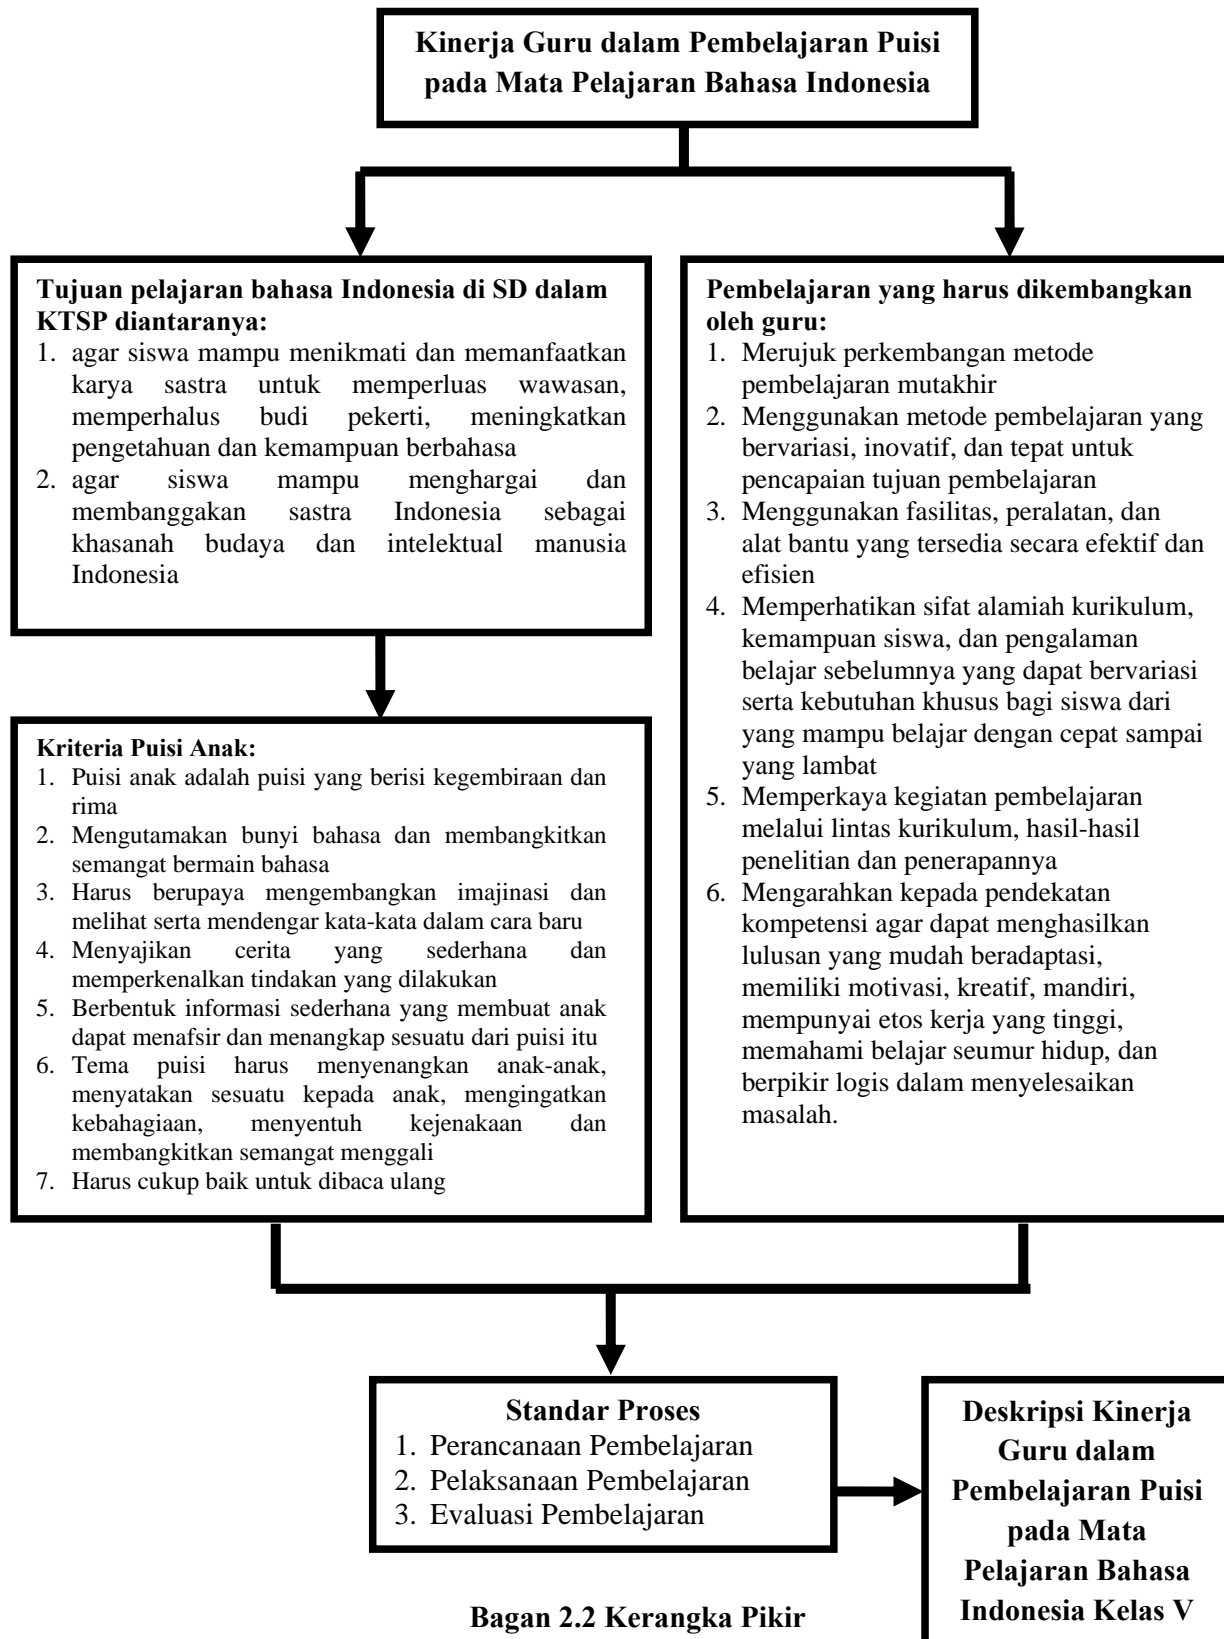 Kinerja Guru dalam Pembelajaran Puisi
pada Mata Pelajaran Bahasa Indonesia
Tujuan pelajaran bahasa Indonesia di SD dalam
KTSP diantaranya:
1. agar siswa mampu menikmati dan memanfaatkan
karya sastra untuk memperluas wawasan,
memperhalus budi pekerti, meningkatkan
pengetahuan dan kemampuan berbahasa
2. agar siswa mampu menghargai dan
membanggakan sastra Indonesia sebagai
khasanah budaya dan intelektual manusia
Indonesia
Kriteria Puisi Anak:
1. Puisi anak adalah puisi yang berisi kegembiraan dan
rima
2. Mengutamakan bunyi bahasa dan membangkitkan
semangat bermain bahasa
3. Harus berupaya mengembangkan imajinasi dan
melihat serta mendengar kata-kata dalam cara baru
4. Menyajikan cerita yang sederhana dan
memperkenalkan tindakan yang dilakukan
5. Berbentuk informasi sederhana yang membuat anak
dapat menafsir dan menangkap sesuatu dari puisi itu
6. Tema puisi harus menyenangkan anak-anak,
menyatakan sesuatu kepada anak, mengingatkan
kebahagiaan, menyentuh kejenakaan dan
membangkitkan semangat menggali
7. Harus cukup baik untuk dibaca ulang
Pembelajaran yang harus dikembangkan
oleh guru:
1. Merujuk perkembangan metode
pembelajaran mutakhir
2. Menggunakan metode pembelajaran yang
bervariasi, inovatif, dan tepat untuk
pencapaian tujuan pembelajaran
3. Menggunakan fasilitas, peralatan, dan
alat bantu yang tersedia secara efektif dan
efisien
4. Memperhatikan sifat alamiah kurikulum,
kemampuan siswa, dan pengalaman
belajar sebelumnya yang dapat bervariasi
serta kebutuhan khusus bagi siswa dari
yang mampu belajar dengan cepat sampai
yang lambat
5. Memperkaya kegiatan pembelajaran
melalui lintas kurikulum, hasil-hasil
penelitian dan penerapannya
6. Mengarahkan kepada pendekatan
kompetensi agar dapat menghasilkan
lulusan yang mudah beradaptasi,
memiliki motivasi, kreatif, mandiri,
mempunyai etos kerja yang tinggi,
memahami belajar seumur hidup, dan
berpikir logis dalam menyelesaikan
masalah.
Standar Proses
1. Perancanaan Pembelajaran
2. Pelaksanaan Pembelajaran
3. Evaluasi Pembelajaran
Deskripsi Kinerja
Guru dalam
Pembelajaran Puisi
pada Mata
Pelajaran Bahasa
Indonesia Kelas V
Bagan 2.2 Kerangka Pikir